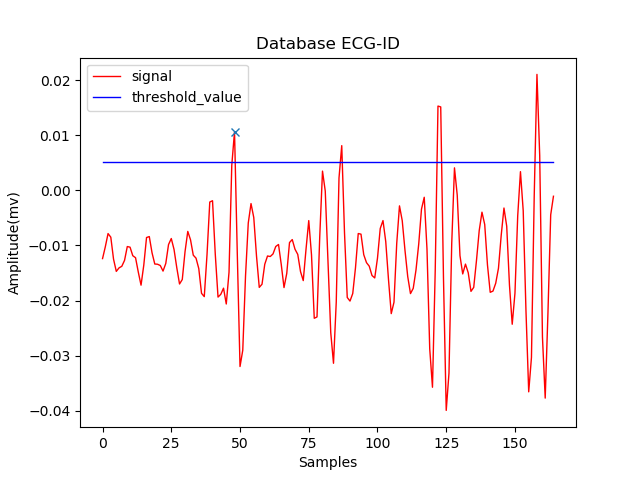 Database ECG-ID
signal
threshold_value
Amplitude(mv)
0.02
0.01
0.00
−0.01
−0.02
−0.03
−0.04
0 25 50 75 100 125 150
Samples